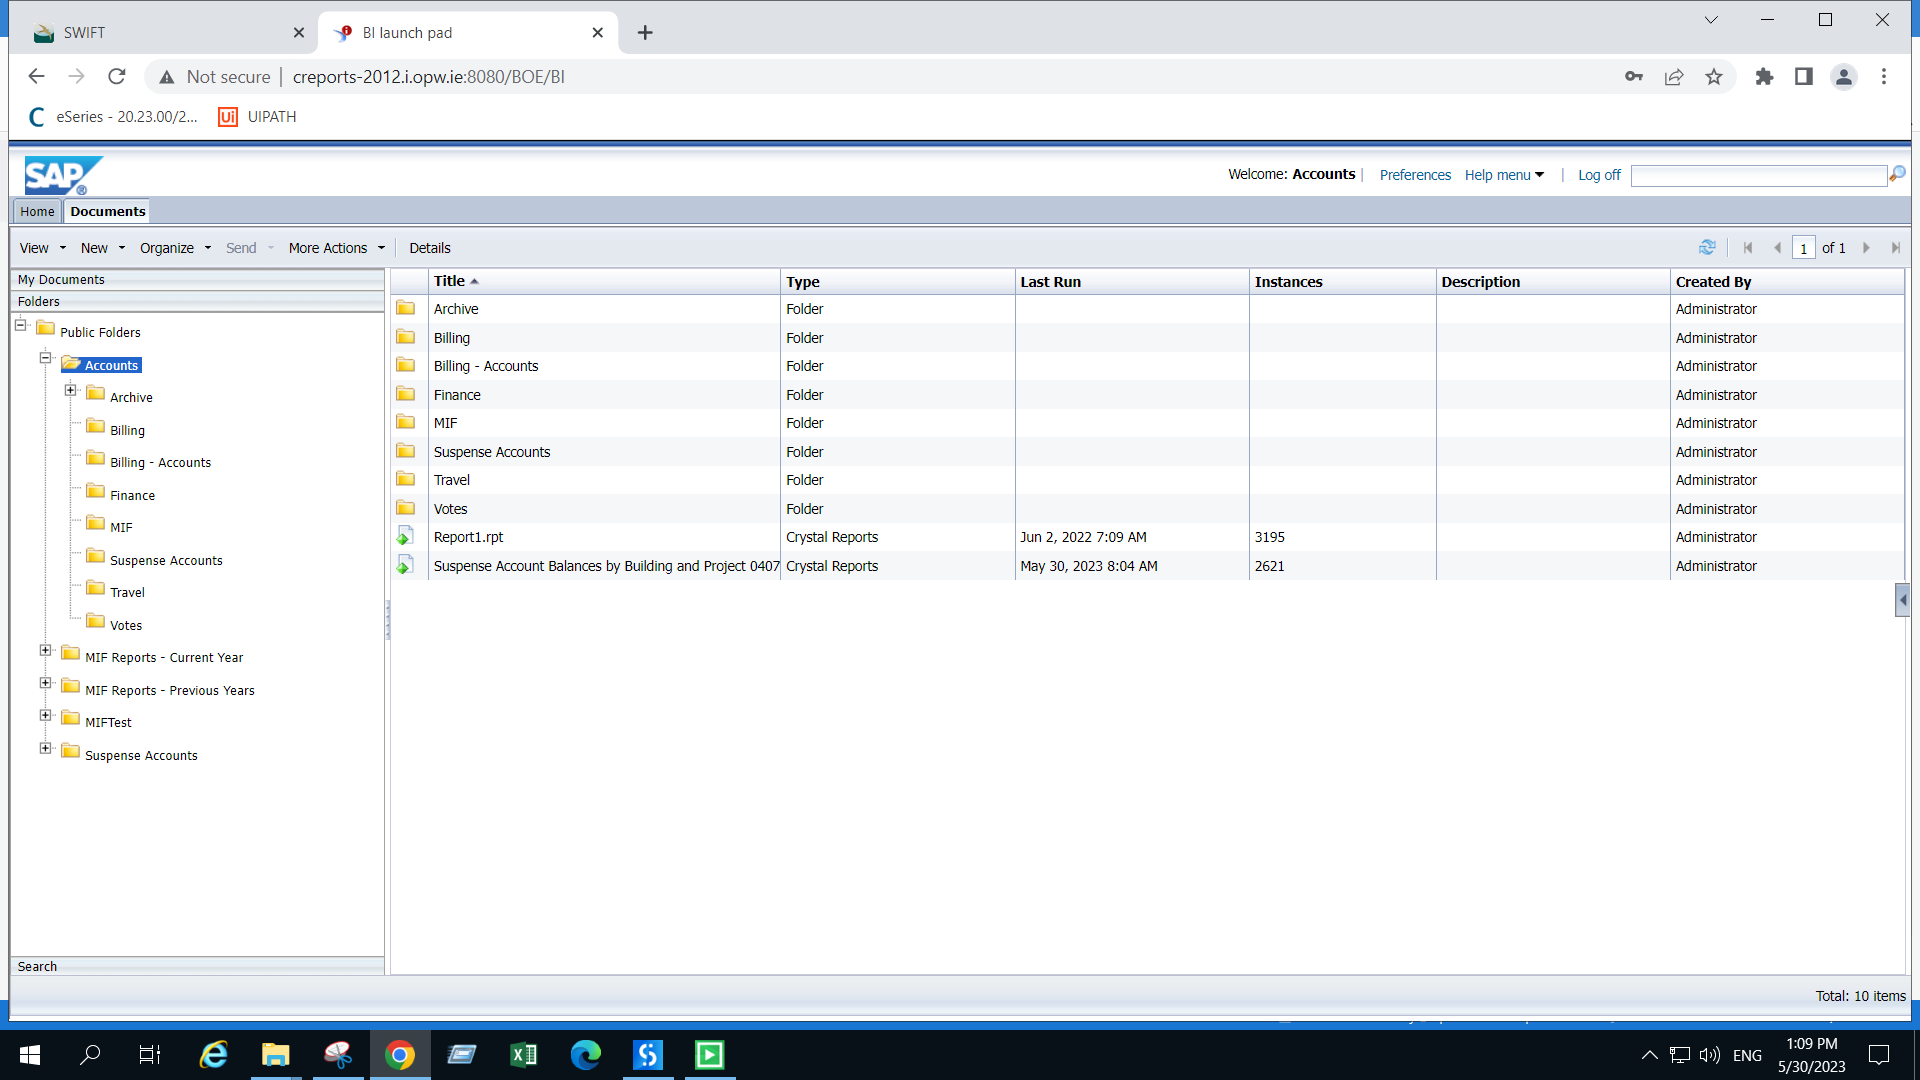 SWIFT
BI launch pad
Not secure
creports-2012.i.opw.ie:8080/BOE/BI
eSeries - 20.23.00/2...
Ui UIPATH
SAP
Welcome: Accounts | Preferences Help menu | Log off
Home Documents
View New Organize Send More Actions Details
1 of 1
My Documents
Folders
Public Folders
Accounts
Archive
Billing
Billing - Accounts
Finance
MIF
Suspense Accounts
Travel
Votes
MIF Reports - Current Year
MIF Reports - Previous Years
MIFTest
Suspense Accounts
Search
Title Type Last Run Instances Description Created By
Archive Folder Administrator
Billing Folder Administrator
Billing - Accounts Folder Administrator
Finance Folder Administrator
MIF Folder Administrator
Suspense Accounts Folder Administrator
Travel Folder Administrator
Votes Folder Administrator
Report1.rpt Crystal Reports Jun 2, 2022 7:09 AM 3195 Administrator
Suspense Account Balances by Building and Project 0407 Crystal Reports May 30, 2023 8:04 AM 2621 Administrator
Total: 10 items
ENG
1:09 PM
5/30/2023